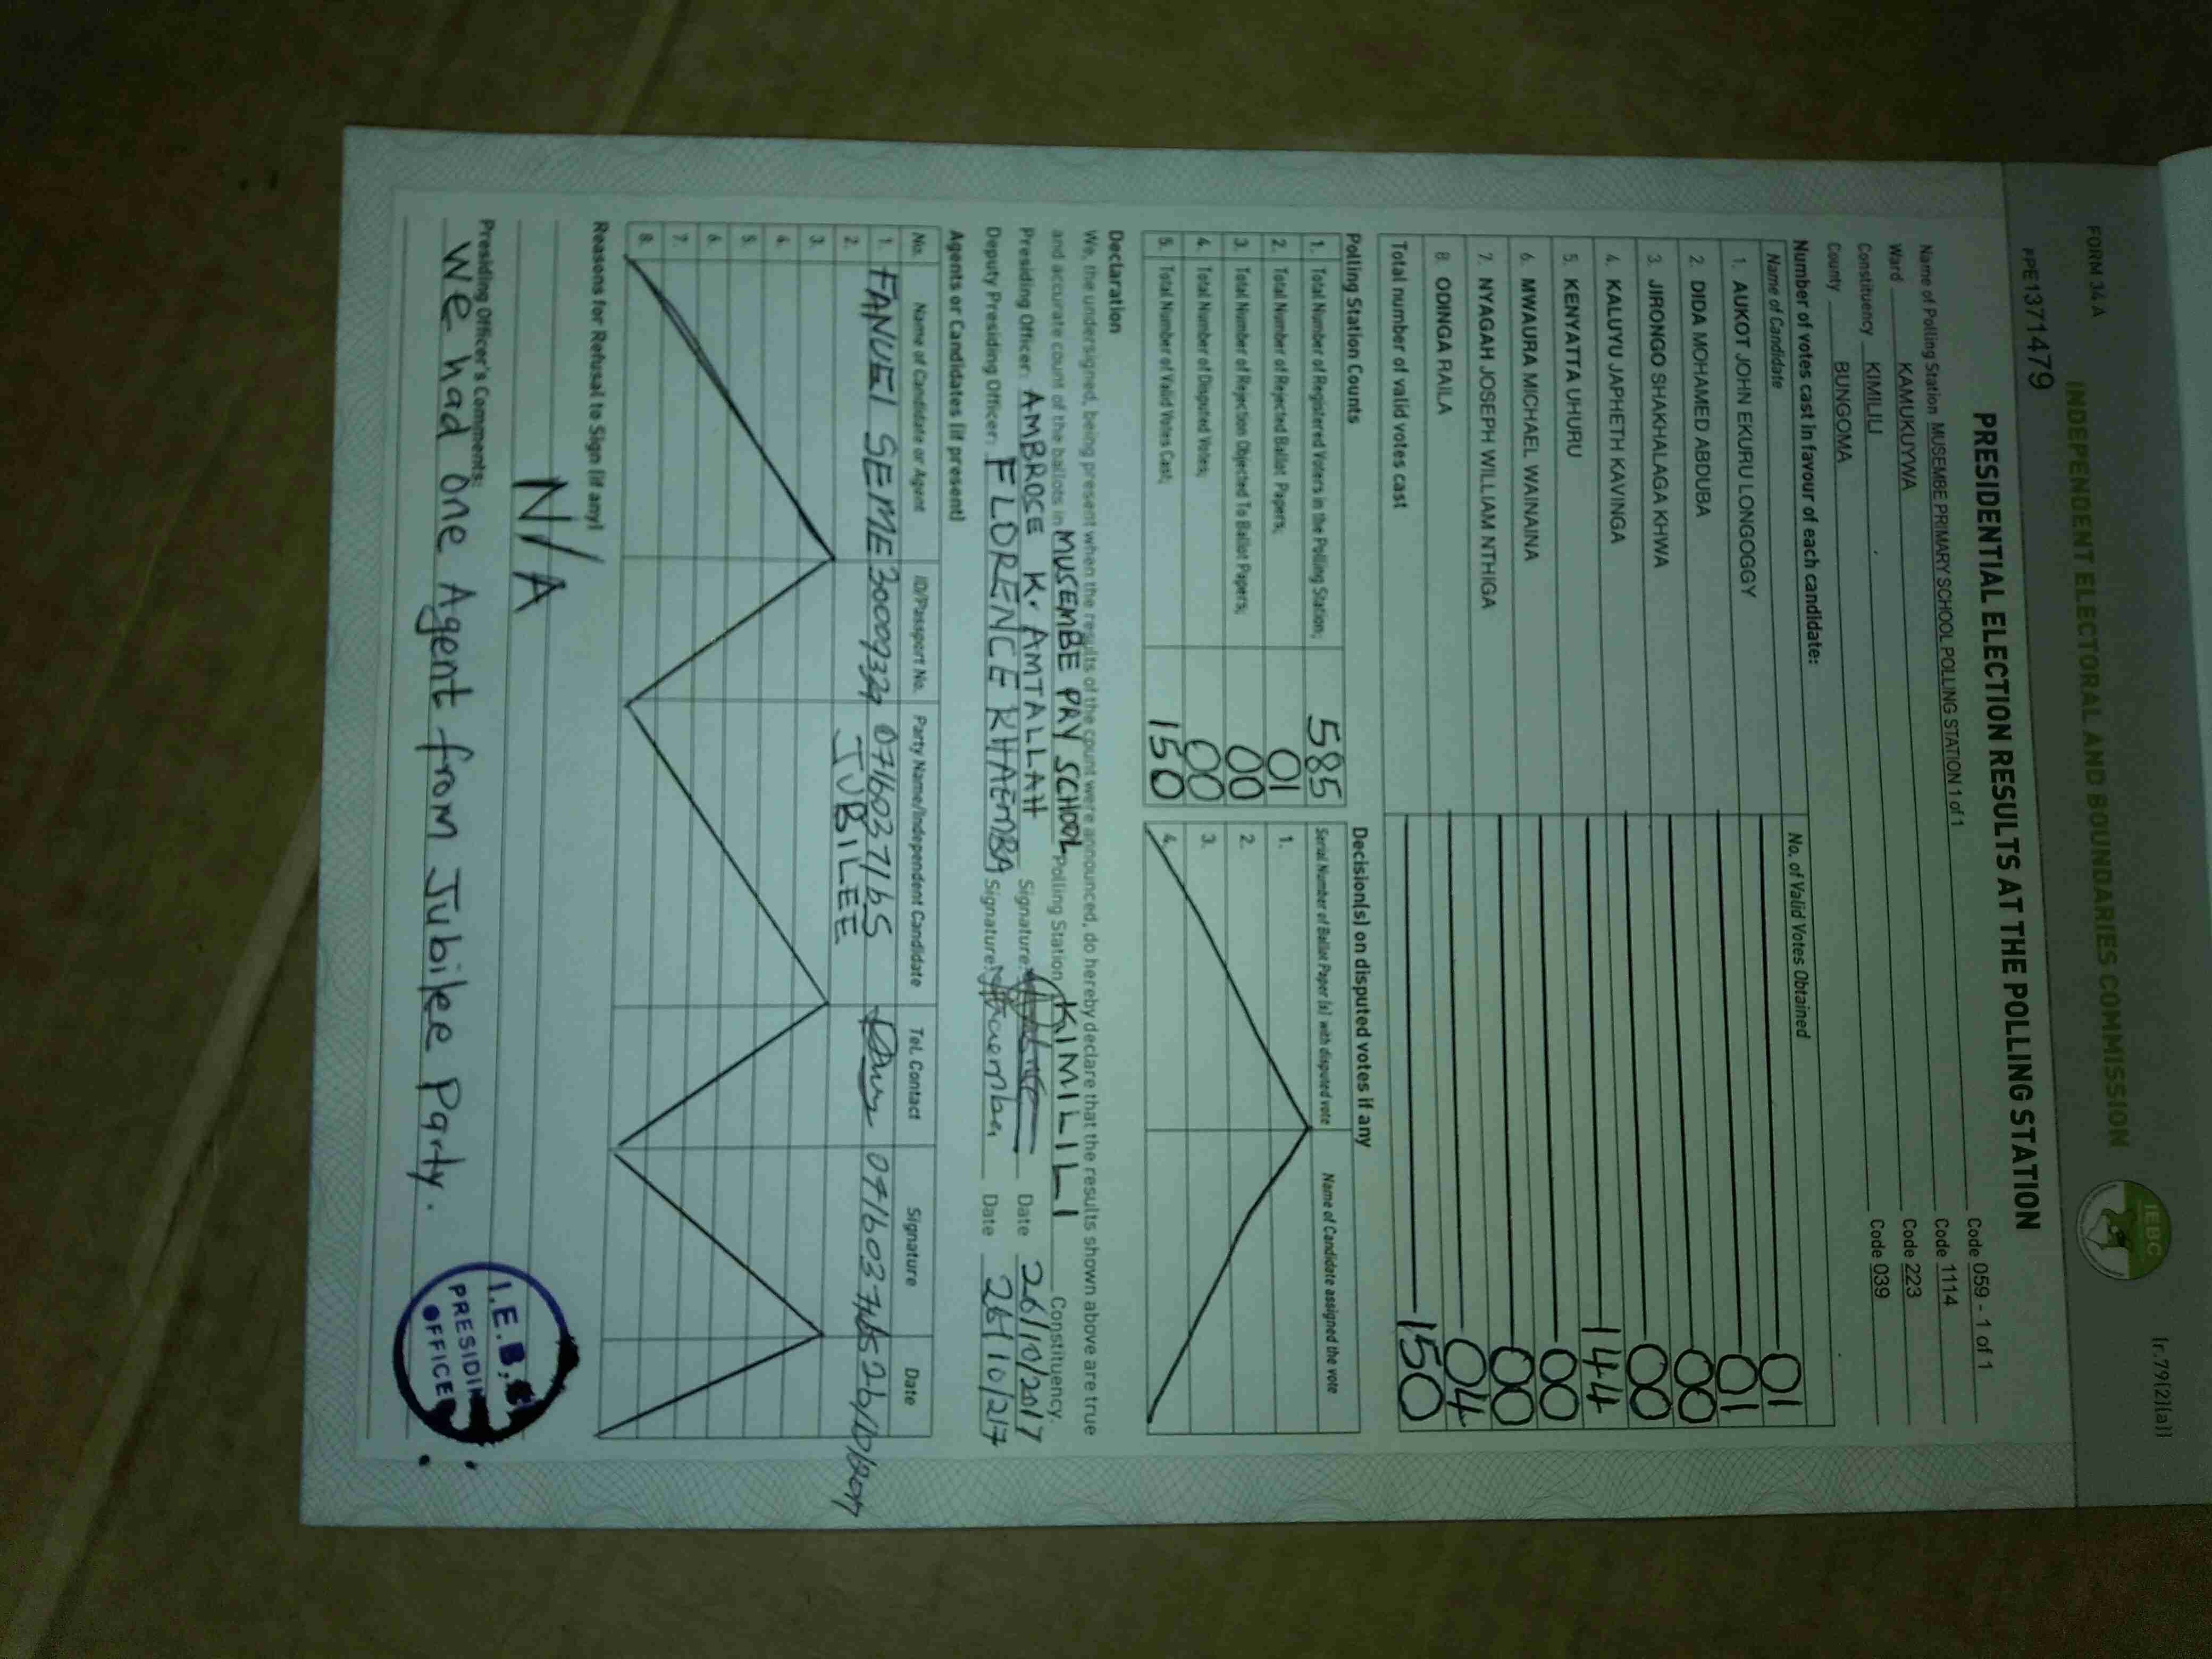 FORM 34A
(r.79(2)(a))
INDEPENDENT ELECTORAL AND BOUNDARIES COMMISSION
IEBC
PPE1371479
PRESIDENTIAL ELECTION RESULTS AT THE POLLING STATION
Name of Polling Station MUSEMBE PRIMARY SCHOOL POLLING STATION 1 of 1 Code 059 - 1 of 1
Ward KAMUKUYWA Code 1114
Constituency KIMILILI Code 223
County BUNGOMA Code 039
Number of votes cast in favour of each candidate:
Name of Candidate No. of Valid Votes Obtained
1. AUKOT JOHN EKURU LONGOGGY 01
2. DIDA MOHAMED ABDUBA 01
3. JIRONGO SHAKHALAGA KHWA 00
4. KALUYU JAPHETH KAVINGA 00
5. KENYATTA UHURU 144
6. MWAURA MICHAEL WAINAINA 00
7. NYAGAH JOSEPH WILLIAM NTHIGA 00
8. ODINGA RAILA 04
Total number of valid votes cast 150
Polling Station Counts
1. Total Number of Registered Voters in the Polling Station; 585
2. Total Number of Rejected Ballot Papers; 01
3. Total Number of Rejection Objected To Ballot Papers; 00
4. Total Number of Disputed Votes; 00
5. Total Number of Valid Votes Cast; 150
Decision(s) on disputed votes if any
Serial Number of Ballot Paper (s) with disputed vote Name of Candidate assigned the vote
1.
2.
3.
4.
Declaration
We, the undersigned, being present when the results of the count were announced, do hereby declare that the results shown above are true
and accurate count of the ballots in MUSEMBE PRY SCHOOL Polling Station KIMILILI Constituency.
Presiding Officer: AMBROSE K. AMTALLAH Signature: Date 26/10/2017
Deputy Presiding Officer: FLORENCE KHAEMBA Signature: Date 26/10/217
Agents or Candidates (if present)
No. Name of Candidate or Agent ID/Passport No. Party Name/Independent Candidate Tel. Contact Signature Date
1. FANUEL SEME 30009329 26/10/2017
2. JUBILEE
3.
4.
5.
6.
7.
8.
Reasons for Refusal to Sign (if any)
N/A
Presiding Officer's Comments:
We had one Agent from Jubilee Party.
I.E.B.C
PRESIDING
OFFICER